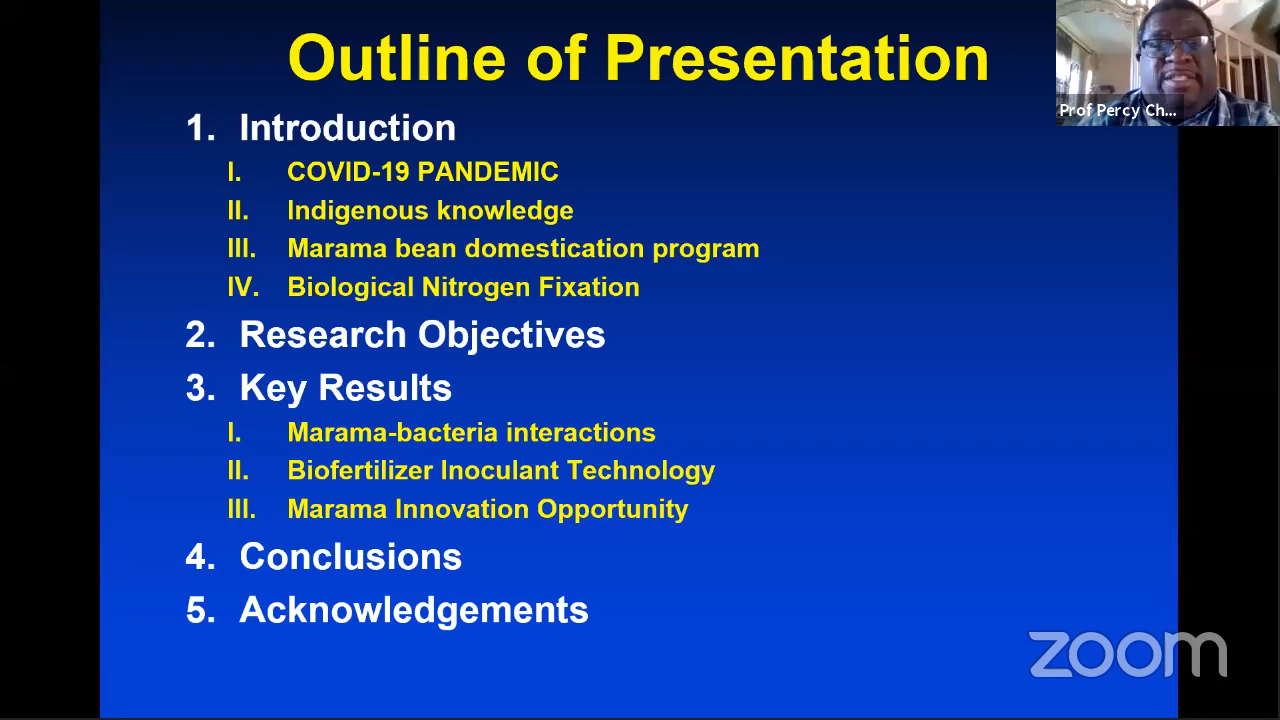 Outline of Presentation
Prof Percy Ch...
1. Introduction
I. COVID-19 PANDEMIC
II. Indigenous knowledge
III. Marama bean domestication program
IV. Biological Nitrogen Fixation
2. Research Objectives
3. Key Results
I. Marama-bacteria interactions
II. Biofertilizer Inoculant Technology
III. Marama Innovation Opportunity
4. Conclusions
5. Acknowledgements
zoom